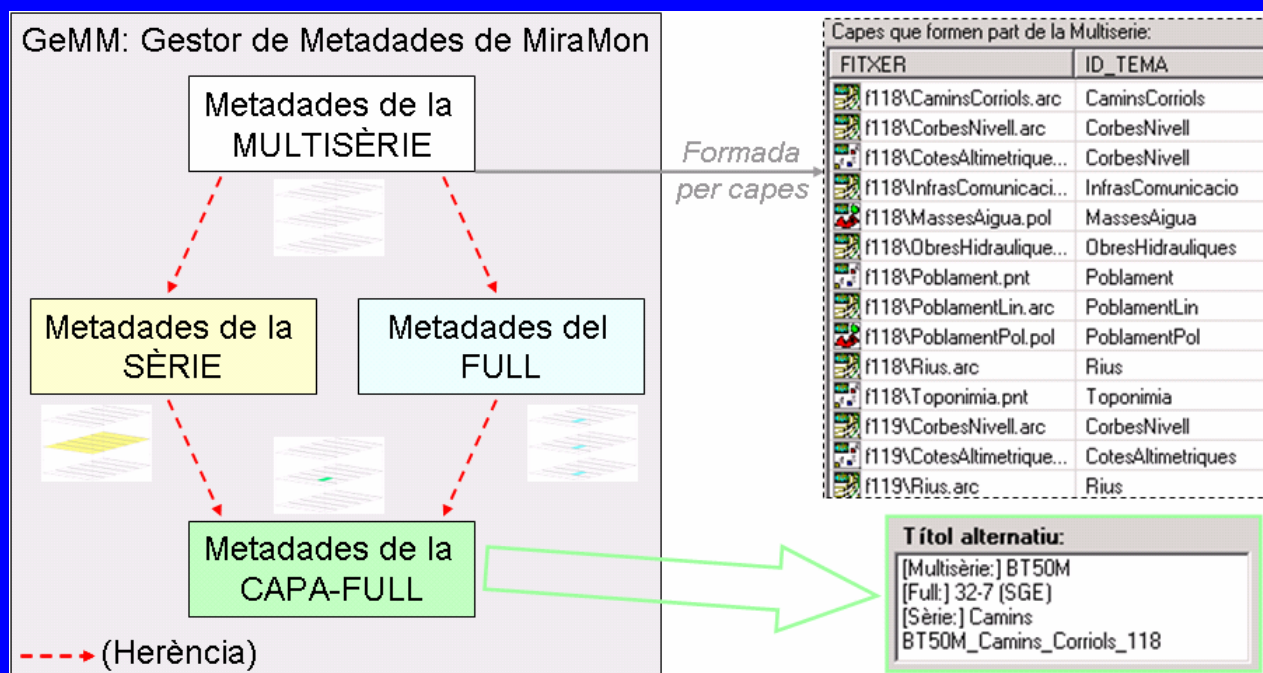 GeMM: Gestor de Metadades de MiraMon
Metadades de la
MULTISÈRIE
Metadades de la
SÈRIE
Metadades del
FULL
Metadades de la
CAPA-FULL
(Herència)
Formada
per capes
Capes que formen part de la Multiserie:
FITXER ID_TEMA
f118\CaminsCorriols.arc CaminsCorriols
f118\CorbesNivell.arc CorbesNivell
f118\CotesAltimetrique... CorbesNivell
f118\InfrasComunicaci... InfrasComunicacio
f118\MassesAigua.pol MassesAigua
f118\ObresHidraulique... ObresHidrauliques
f118\Poblament.pnt Poblament
f118\PoblamentLin.arc PoblamentLin
f118\PoblamentPol.pol PoblamentPol
f118\Rius.arc Rius
f118\Toponimia.pnt Toponimia
f119\CorbesNivell.arc CorbesNivell
f119\CotesAltimetrique... CotesAltimetriques
f119\Rius.arc Rius
Títol alternatiu:
[Multisèrie:] BT50M
[Full:] 32-7 (SGE)
[Sèrie:] Camins
BT50M_Camins_Corriols_118